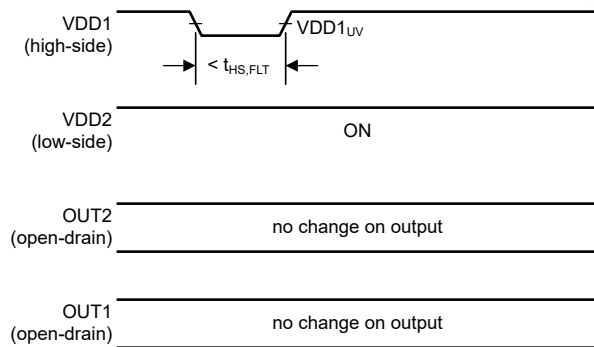 VDD1
(high-side)
VDD1UV
< tHS,FLT
VDD2
(low-side)
ON
OUT2
(open-drain)
no change on output
OUT1
(open-drain)
no change on output